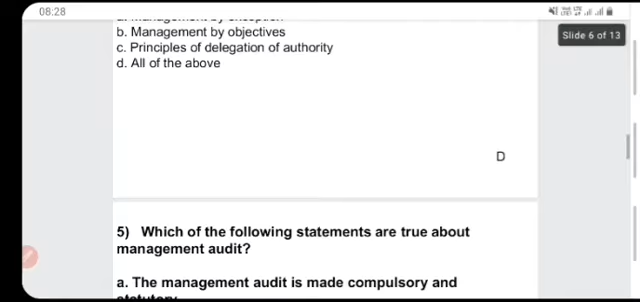 08:28
Slide 6 of 13
b. Management by objectives
c. Principles of delegation of authority
d. All of the above
D
5) Which of the following statements are true about
management audit?
a. The management audit is made compulsory and